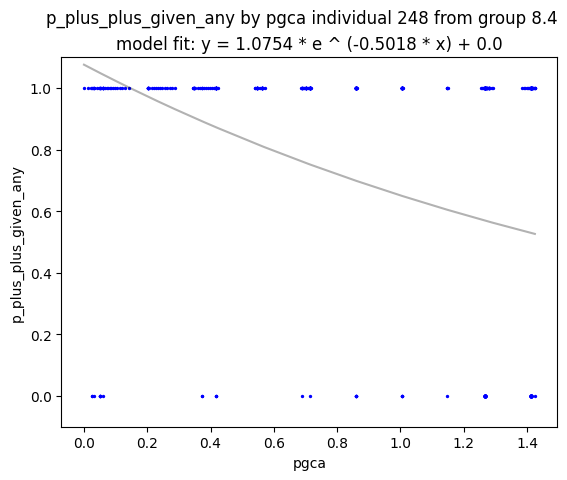 p_plus_plus_given_any by pgca individual 248 from group 8.4
model fit: y = 1.0754 * e ^ (-0.5018 * x) + 0.0
p_plus_plus_given_any
1.0
0.8
0.6
0.4
0.2
0.0
0.0 0.2 0.4 0.6 0.8 1.0 1.2 1.4
pgca